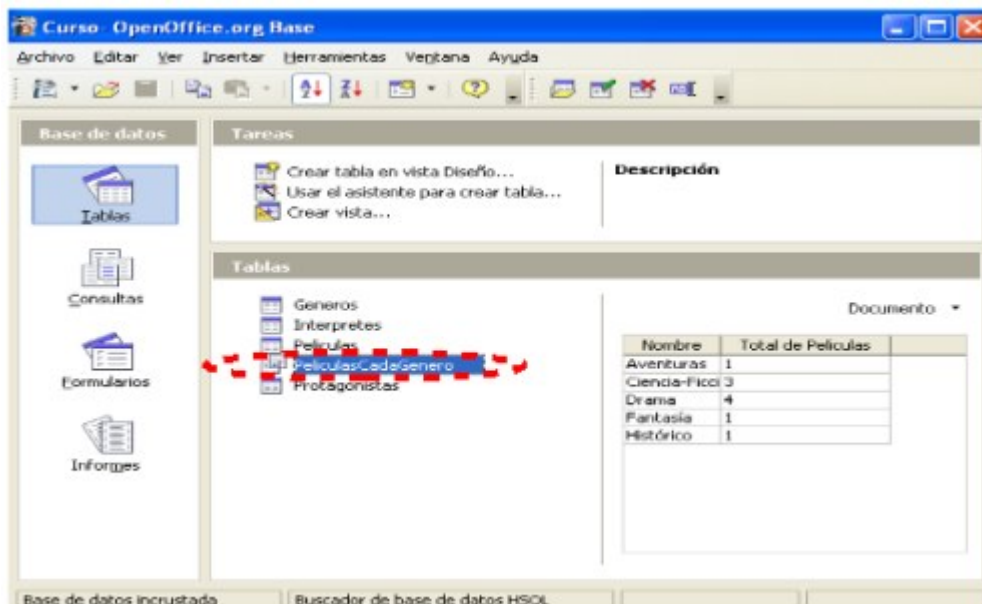 Curso- OpenOffice.org Base
Archivo Editar Ver Insertar Herramientas Ventana Ayuda
Base de datos
Tablas
Consultas
Formularios
Informes
Tareas
Crear tabla en vista Diseño...
Usar el asistente para crear tabla...
Crear vista...
Descripción
Tablas
Generos
Interpretes
Peliculas
PeliculasCadaGenero
Protagonistas
Documento
Nombre Total de Peliculas
Aventuras 1
Ciencia-Ficci 3
Drama 4
Fantasía 1
Histórico 1
Base de datos incrustada Buscador de base de datos HSQL